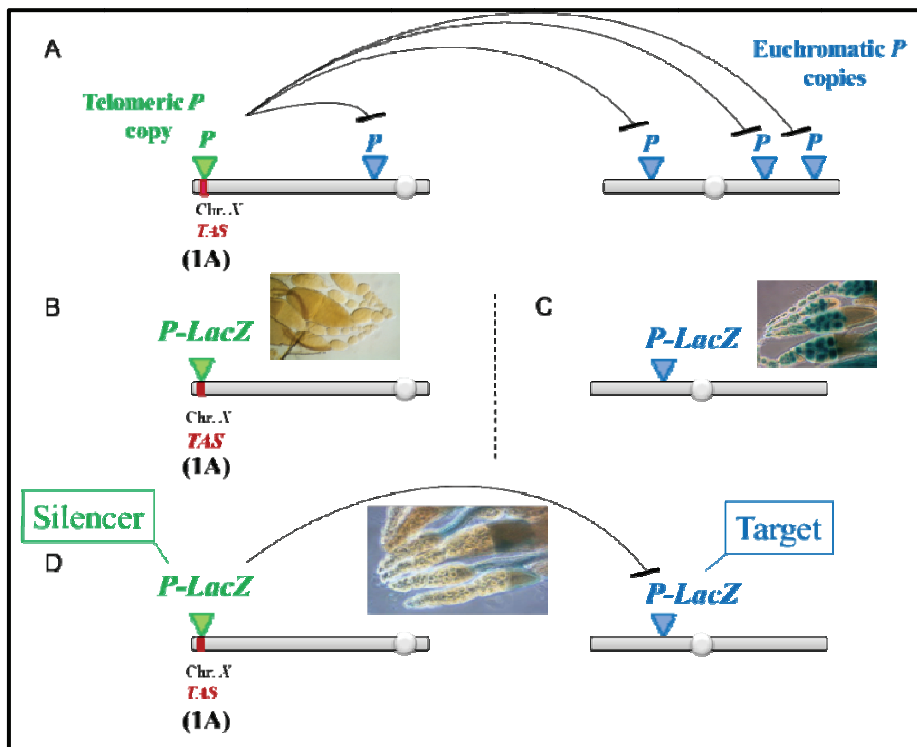 A
Euchromatic P
copies
Telomeric P
copy
P
P
P
P
P
Chr. X
TAS
(1A)
B
P-LacZ
Chr. X
TAS
(1A)
C
P-LacZ
Silencer
Target
D
P-LacZ
P-LacZ
Chr. X
TAS
(1A)